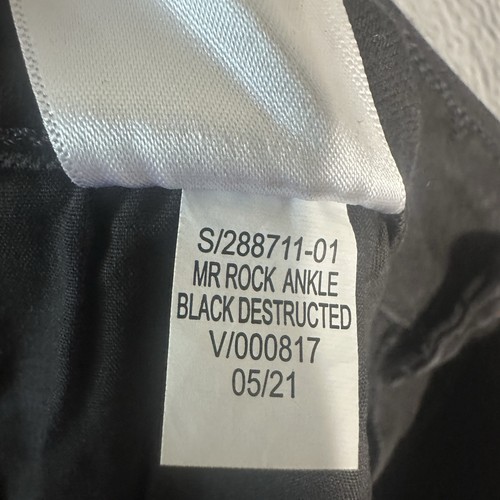 S/288711-01
MR ROCK ANKLE
BLACK DESTRUCTED
V/000817
05/21